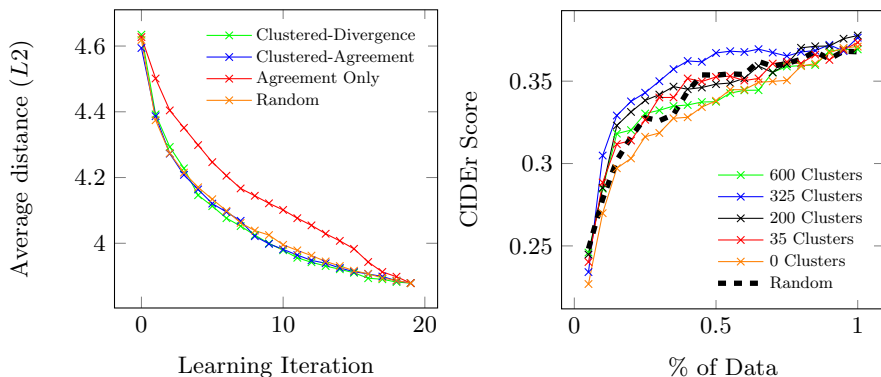 Average distance (L2)
4.6
4.4
4.2
4
0
10
20
Learning Iteration
Clustered-Divergence
Clustered-Agreement
Agreement Only
Random
CIDEr Score
0.35
0.3
0.25
0
0.5
1
% of Data
600 Clusters
325 Clusters
200 Clusters
35 Clusters
0 Clusters
Random